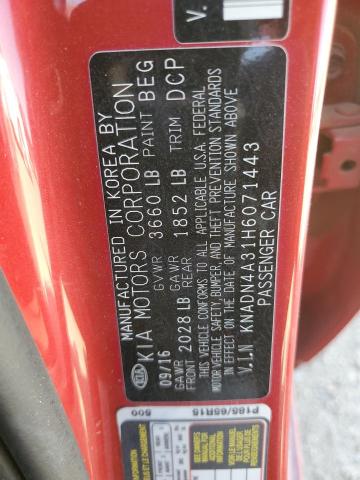 MANUFACTURED IN KOREA BY
KIA KIA MOTORS CORPORATION
09/16 GVWR 3660 LB PAINT BEG
GAWR FRONT 2028 LB GAWR REAR 1852 LB TRIM DCP
THIS VEHICLE CONFORMS TO ALL APPLICABLE U.S.A. FEDERAL
MOTOR VEHICLE SAFETY, BUMPER, AND THEFT PREVENTION STANDARDS
IN EFFECT ON THE DATE OF MANUFACTURE SHOWN ABOVE
V.I.N KNADN4A31H6071443
PASSENGER CAR
V.
P185/65R15
500